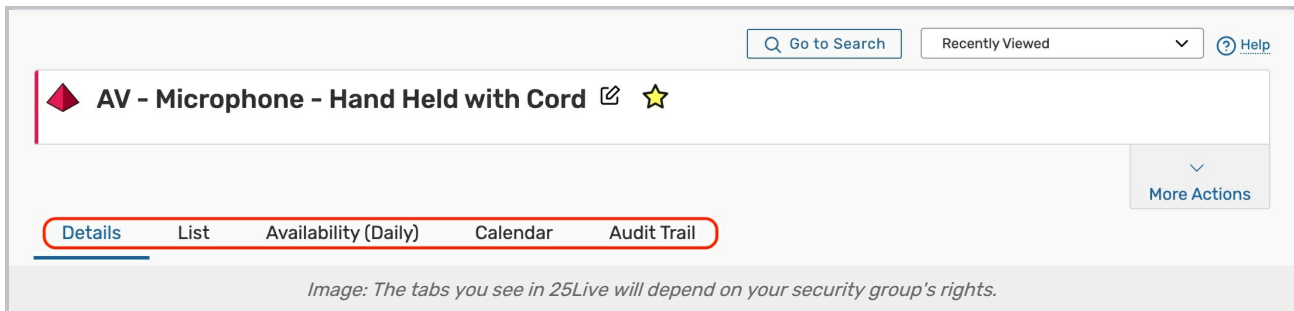 Go to Search Recently Viewed Help
AV - Microphone - Hand Held with Cord
More Actions
Details List Availability (Daily) Calendar Audit Trail
Image: The tabs you see in 25Live will depend on your security group's rights.